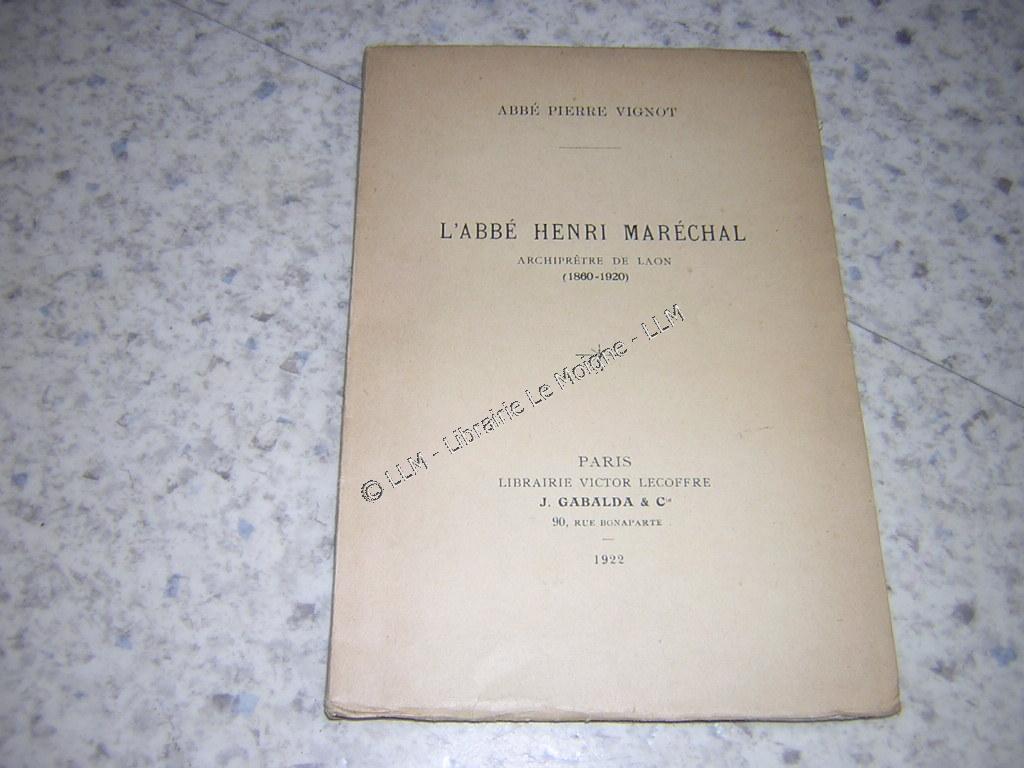 ABBÉ PIERRE VIGNOT
L'ABBÉ HENRI MARÉCHAL
ARCHIPRÊTRE DE LAON
(1860-1920)
© LLM - Librairie Le Moigne - LLM
PARIS
LIBRAIRIE VICTOR LECOFFRE
J. GABALDA & Cie
90, RUE BONAPARTE
1922